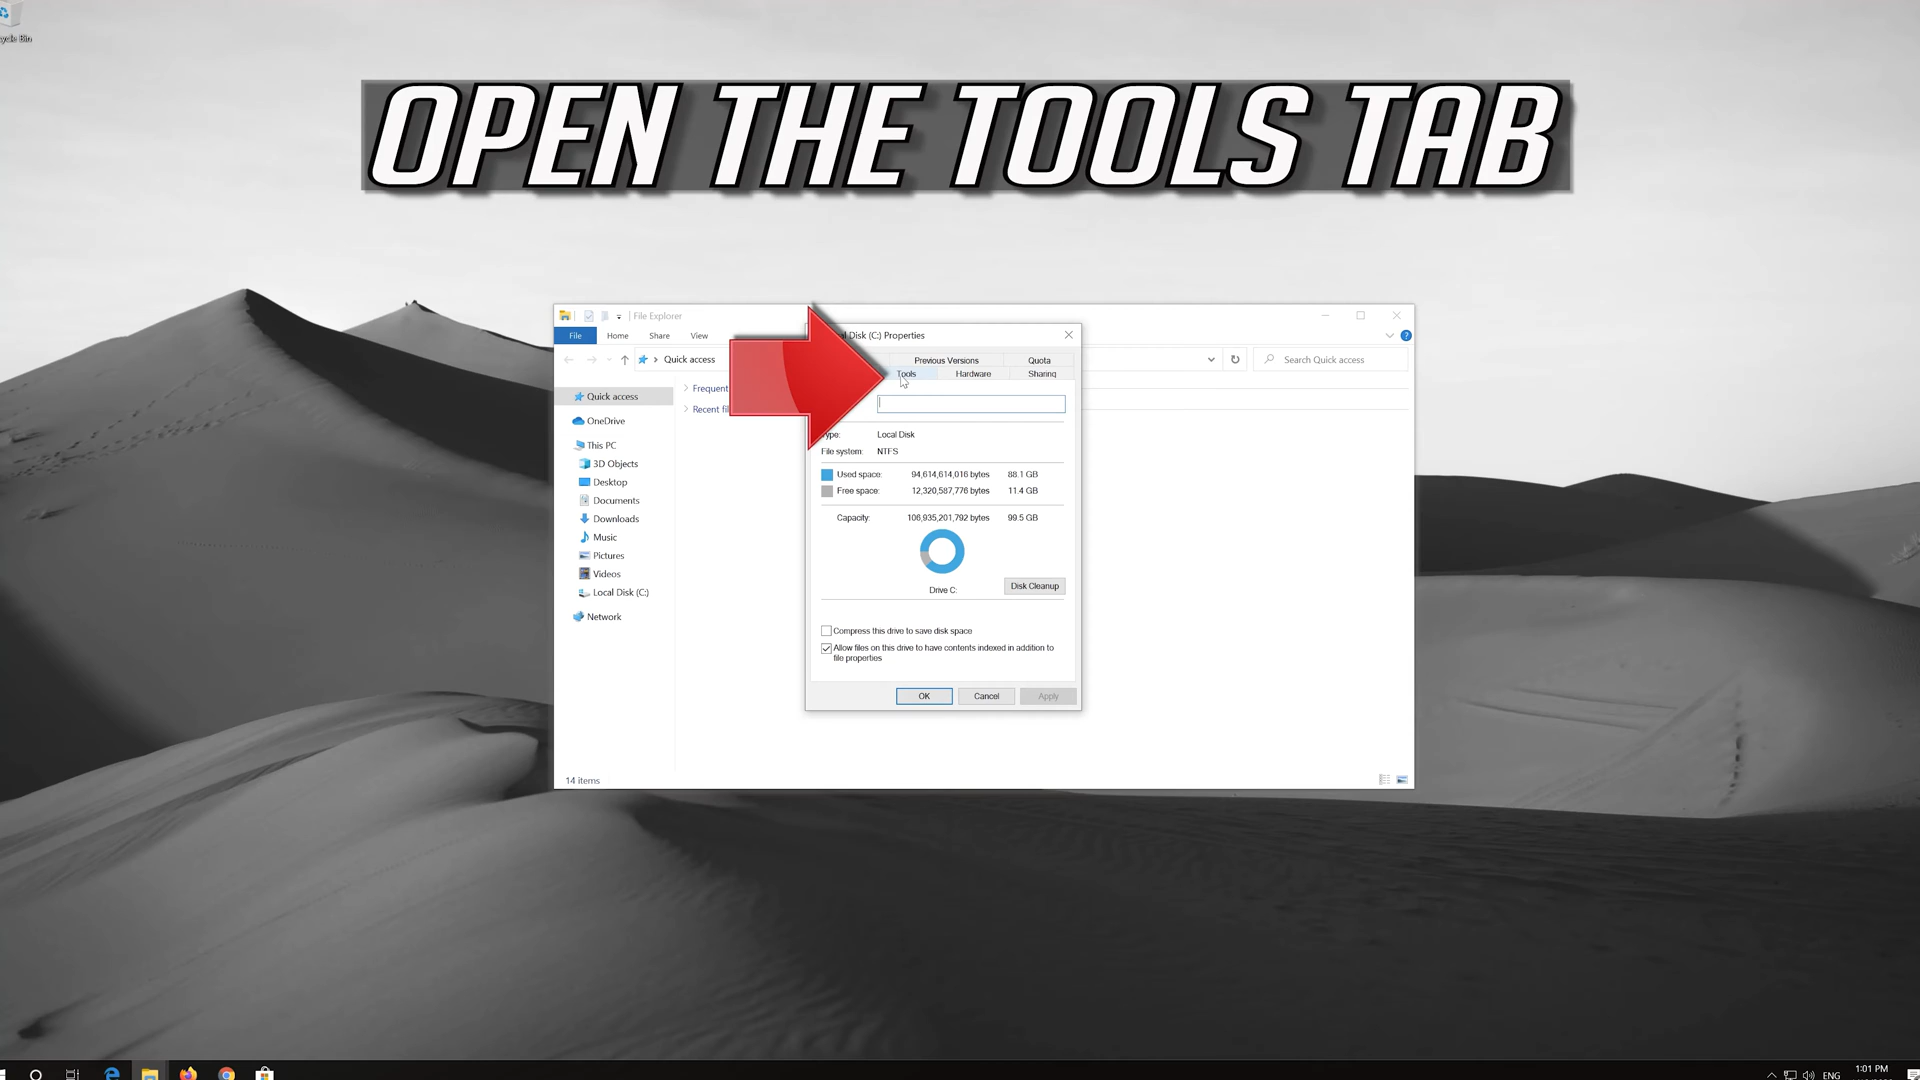 OPEN THE TOOLS TAB
File Explorer
File Home Share View
Quick access
Search Quick access
Quick access
OneDrive
This PC
3D Objects
Desktop
Documents
Downloads
Music
Pictures
Videos
Local Disk (C:)
Network
Frequent
14 items
Disk (C:) Properties
Previous Versions Quota
Tools Hardware Sharing
Local Disk
File system: NTFS
Used space: 94,614,614,016 bytes 88.1 GB
Free space: 12,320,587,776 bytes 11.4 GB
Capacity: 106,935,201,792 bytes 99.5 GB
Drive C:
Disk Cleanup
Compress this drive to save disk space
Allow files on this drive to have contents indexed in addition to
file properties
OK Cancel Apply
ENG
1:01 PM